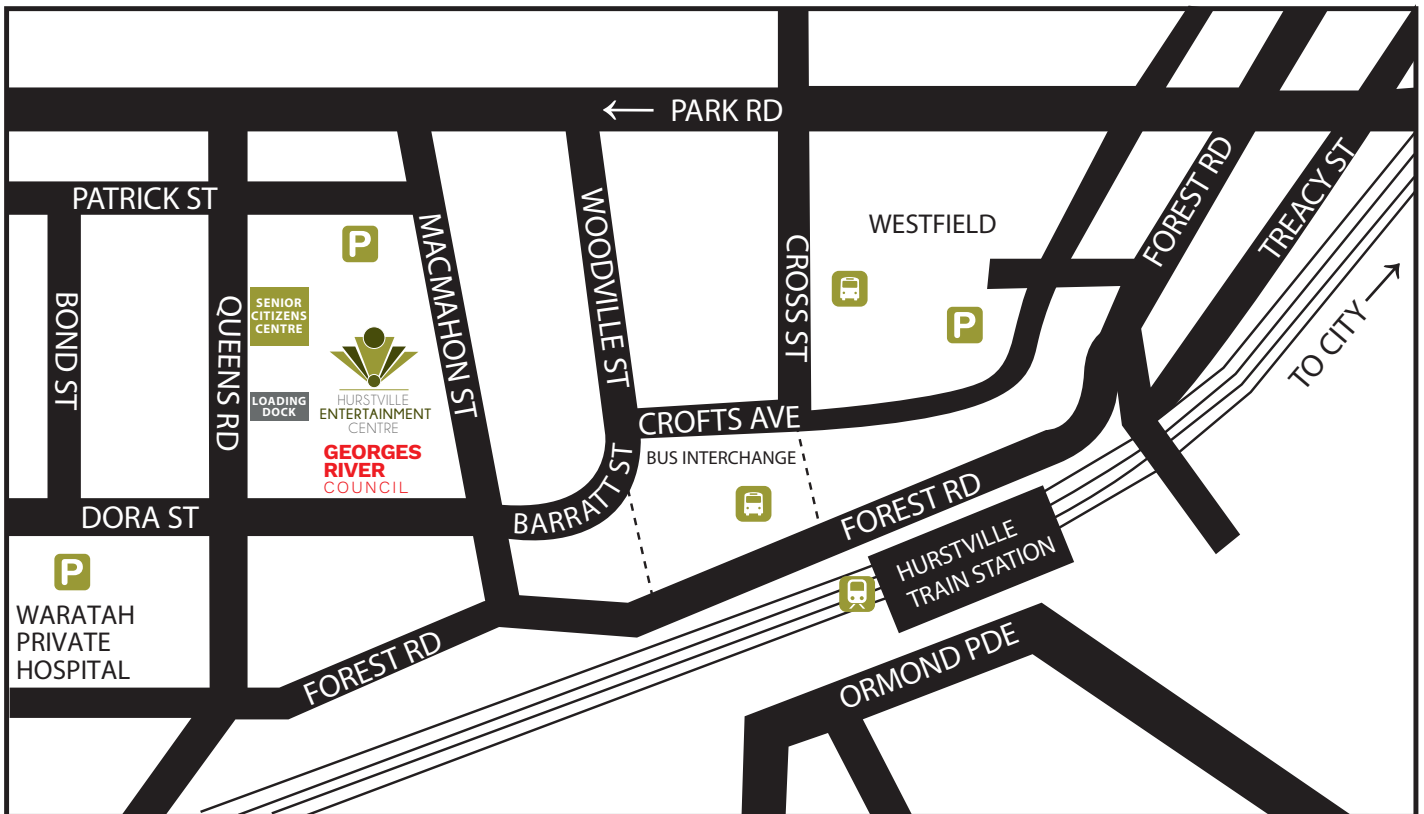 ← PARK RD
PATRICK ST
P
BOND ST
QUEENS RD
SENIOR
CITIZENS
CENTRE
LOADING
DOCK
HURSTVILLE
ENTERTAINMENT
CENTRE
GEORGES
RIVER
COUNCIL
MACMAHON ST
WOODVILLE ST
CROSS ST
WESTFIELD
P
FOREST RD
TREACY ST
TO CITY →
CROFTS AVE
BUS INTERCHANGE
BARRATT ST
DORA ST
P
WARATAH
PRIVATE
HOSPITAL
FOREST RD
FOREST RD
HURSTVILLE
TRAIN STATION
ORMOND PDE